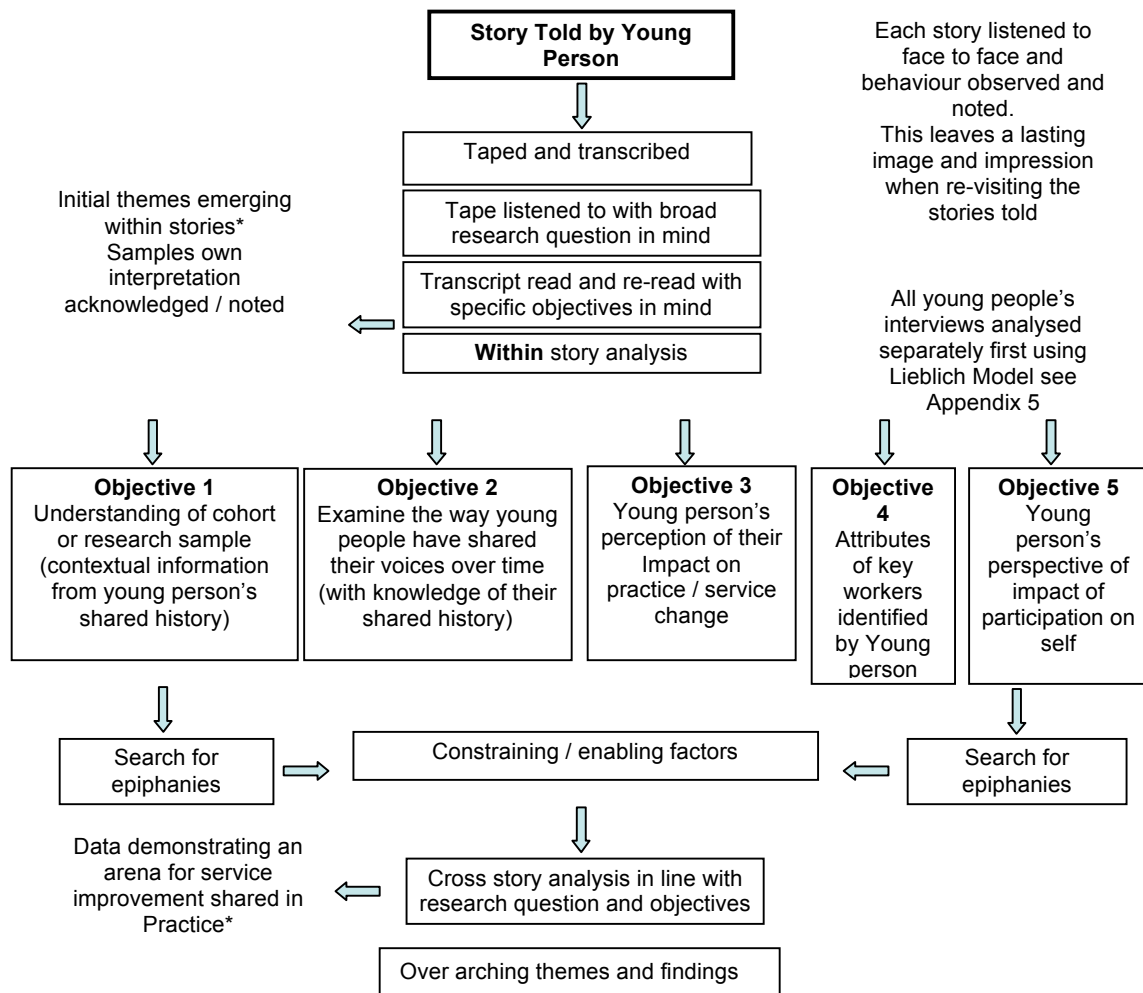 Story Told by Young
Person
Each story listened to
face to face and
behaviour observed and
noted.
This leaves a lasting
image and impression
when re-visiting the
stories told
Taped and transcribed
Tape listened to with broad
research question in mind
Transcript read and re-read with
specific objectives in mind
Within story analysis
Initial themes emerging
within stories*
Samples own
interpretation
acknowledged / noted
All young people's
interviews analysed
separately first using
Lieblich Model see
Appendix 5
Objective 1
Understanding of cohort
or research sample
(contextual information
from young person's
shared history)
Objective 2
Examine the way young
people have shared
their voices over time
(with knowledge of their
shared history)
Objective 3
Young person's
perception of their
Impact on
practice / service
change
Objective
4
Attributes
of key
workers
identified
by Young
person
Objective 5
Young
person's
perspective of
impact of
participation on
self
Search for
epiphanies
Constraining / enabling factors
Search for
epiphanies
Data demonstrating an
arena for service
improvement shared in
Practice*
Cross story analysis in line with
research question and objectives
Over arching themes and findings